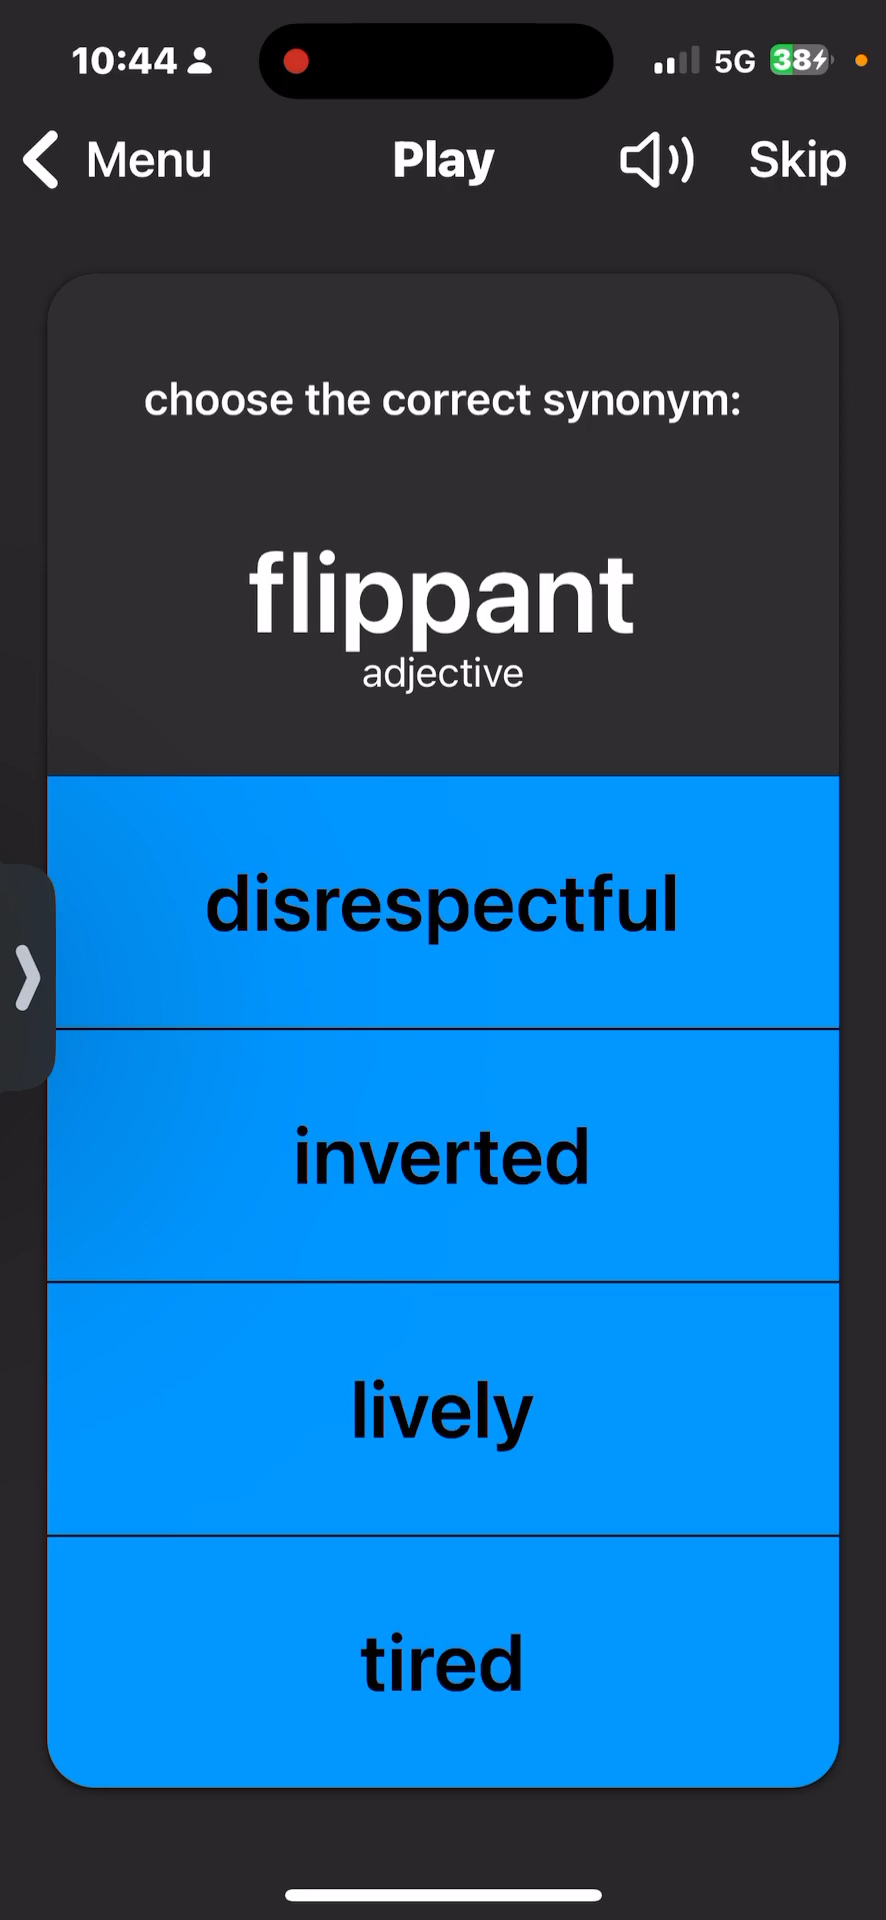 10:44 5G 38
Menu Play Skip
choose the correct synonym:
flippant
adjective
disrespectful
inverted
lively
tired